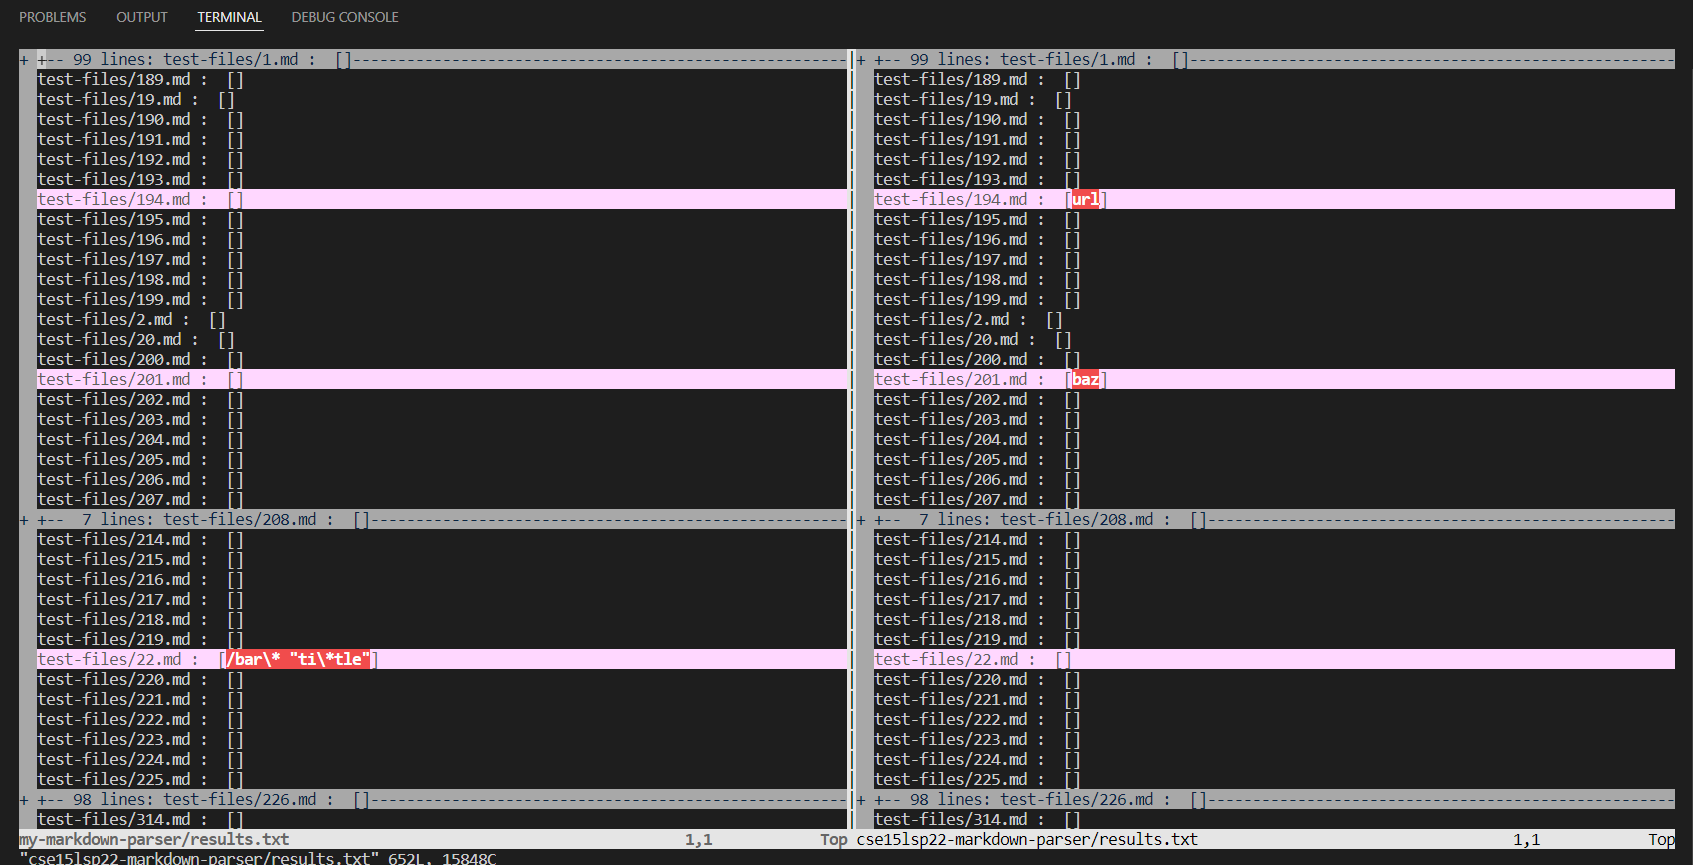 PROBLEMS OUTPUT TERMINAL DEBUG CONSOLE
+ +-- 99 lines: test-files/1.md :  []------------------------------------------------------- + +-- 99 lines: test-files/1.md :  []------------------------------------------------------
test-files/189.md :  [] test-files/189.md :  []
test-files/19.md :  [] test-files/19.md :  []
test-files/190.md :  [] test-files/190.md :  []
test-files/191.md :  [] test-files/191.md :  []
test-files/192.md :  [] test-files/192.md :  []
test-files/193.md :  [] test-files/193.md :  []
test-files/194.md :  [] test-files/194.md :  [url]
test-files/195.md :  [] test-files/195.md :  []
test-files/196.md :  [] test-files/196.md :  []
test-files/197.md :  [] test-files/197.md :  []
test-files/198.md :  [] test-files/198.md :  []
test-files/199.md :  [] test-files/199.md :  []
test-files/2.md :  [] test-files/2.md :  []
test-files/20.md :  [] test-files/20.md :  []
test-files/200.md :  [] test-files/200.md :  []
test-files/201.md :  [] test-files/201.md :  [baz]
test-files/202.md :  [] test-files/202.md :  []
test-files/203.md :  [] test-files/203.md :  []
test-files/204.md :  [] test-files/204.md :  []
test-files/205.md :  [] test-files/205.md :  []
test-files/206.md :  [] test-files/206.md :  []
test-files/207.md :  [] test-files/207.md :  []
+ +--  7 lines: test-files/208.md :  []----------------------------------------------------- + +--  7 lines: test-files/208.md :  []----------------------------------------------------
test-files/214.md :  [] test-files/214.md :  []
test-files/215.md :  [] test-files/215.md :  []
test-files/216.md :  [] test-files/216.md :  []
test-files/217.md :  [] test-files/217.md :  []
test-files/218.md :  [] test-files/218.md :  []
test-files/219.md :  [] test-files/219.md :  []
test-files/22.md :  [/bar\* "ti\*tle"] test-files/22.md :  []
test-files/220.md :  [] test-files/220.md :  []
test-files/221.md :  [] test-files/221.md :  []
test-files/222.md :  [] test-files/222.md :  []
test-files/223.md :  [] test-files/223.md :  []
test-files/224.md :  [] test-files/224.md :  []
test-files/225.md :  [] test-files/225.md :  []
+ +-- 98 lines: test-files/226.md :  []----------------------------------------------------- + +-- 98 lines: test-files/226.md :  []----------------------------------------------------
test-files/314.md :  [] test-files/314.md :  []
my-markdown-parser/results.txt 1,1 Top cse15lsp22-markdown-parser/results.txt 1,1 Top
"cse15lsp22-markdown-parser/results.txt" 652L, 15848C